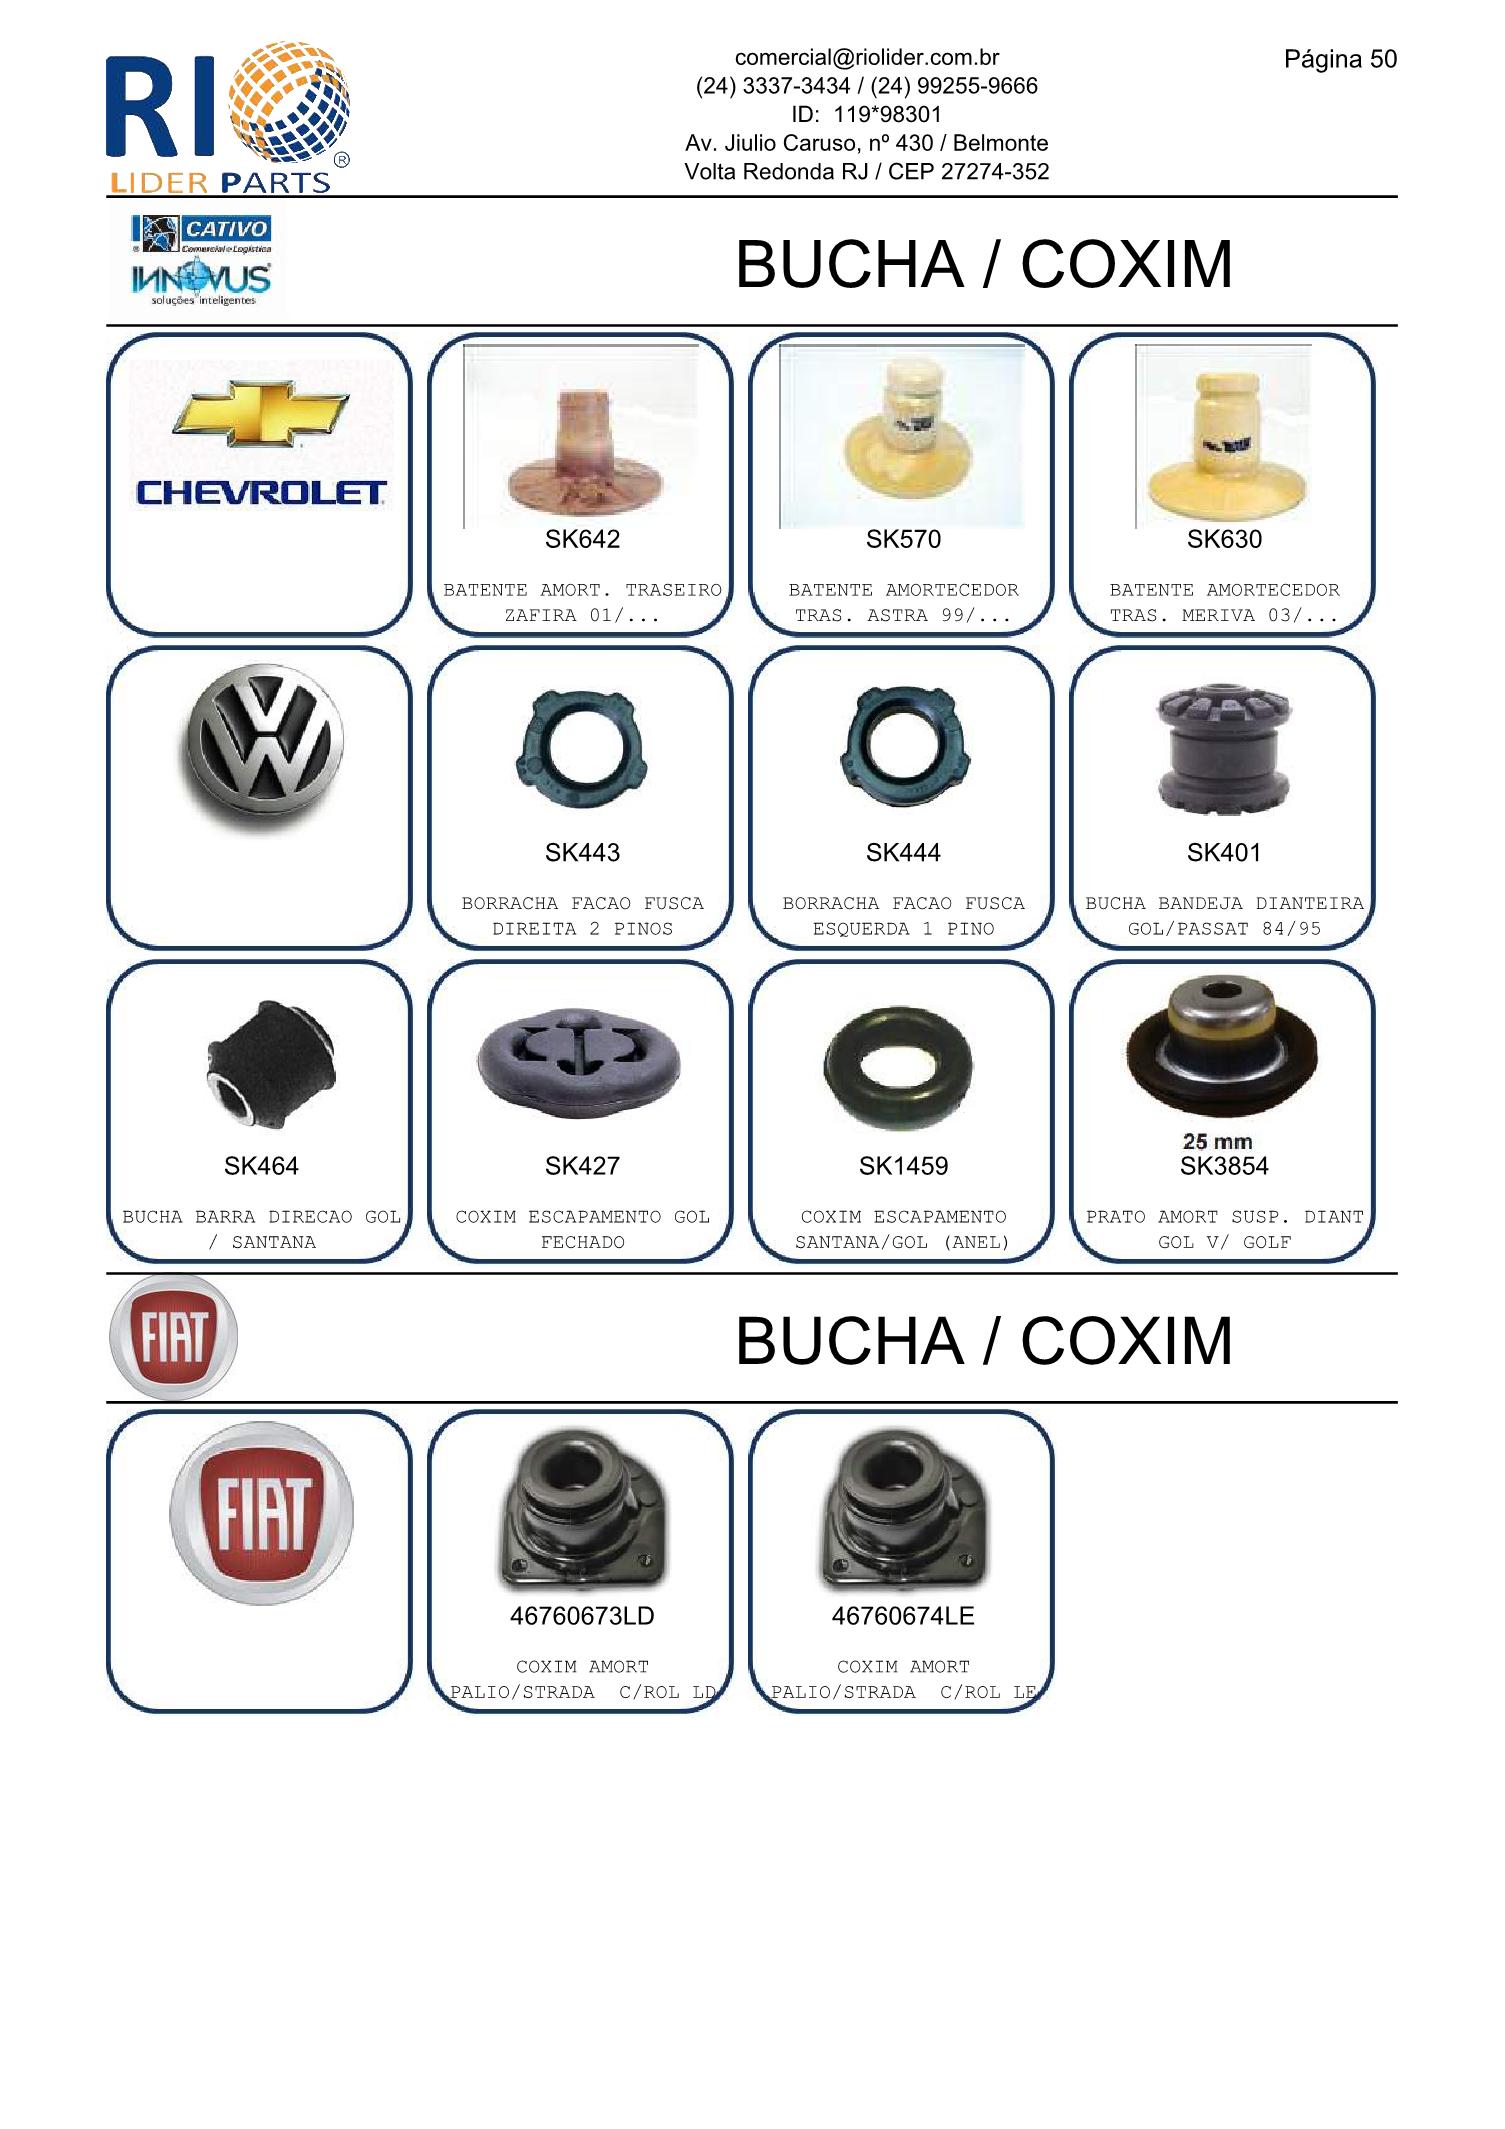 RIO
LIDER PARTS
comercial@riolider.com.br
(24) 3337-3434 / (24) 99255-9666
ID:  119*98301
Av. Jiulio Caruso, nº 430 / Belmonte
Volta Redonda RJ / CEP 27274-352
Página 50
CATIVO
Comercial e Logística
INNOVUS
soluções inteligentes
BUCHA / COXIM
CHEVROLET
SK642
BATENTE AMORT. TRASEIRO
ZAFIRA 01/...
SK570
BATENTE AMORTECEDOR
TRAS. ASTRA 99/...
SK630
BATENTE AMORTECEDOR
TRAS. MERIVA 03/...
SK443
BORRACHA FACAO FUSCA
DIREITA 2 PINOS
SK444
BORRACHA FACAO FUSCA
ESQUERDA 1 PINO
SK401
BUCHA BANDEJA DIANTEIRA
GOL/PASSAT 84/95
SK464
BUCHA BARRA DIRECAO GOL
/ SANTANA
SK427
COXIM ESCAPAMENTO GOL
FECHADO
SK1459
COXIM ESCAPAMENTO
SANTANA/GOL (ANEL)
25 mm
SK3854
PRATO AMORT SUSP. DIANT
GOL V/ GOLF
FIAT
BUCHA / COXIM
FIAT
46760673LD
COXIM AMORT
PALIO/STRADA  C/ROL LD
46760674LE
COXIM AMORT
PALIO/STRADA  C/ROL LE